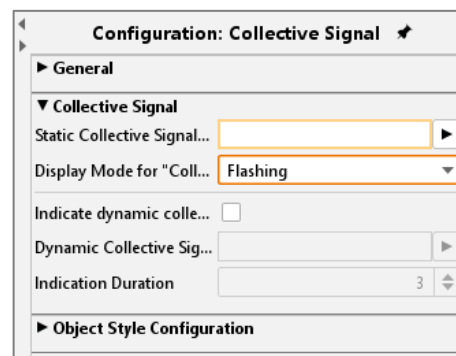 Configuration: Collective Signal
General
Collective Signal
Static Collective Signal...
Display Mode for "Coll... Flashing
Indicate dynamic colle...
Dynamic Collective Sig...
Indication Duration 3
Object Style Configuration